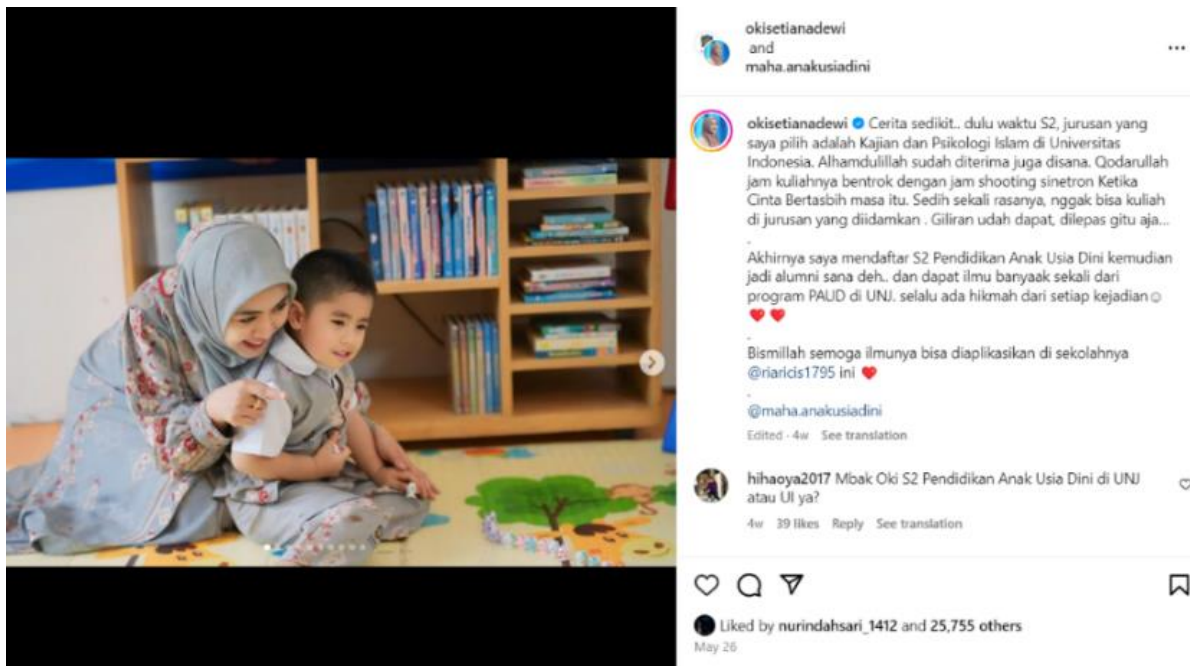 okisetianadewi
and
maha.anakusiadini
okisetianadewi Cerita sedikit.. dulu waktu S2, jurusan yang
saya pilih adalah Kajian dan Psikologi Islam di Universitas
Indonesia. Alhamdulillah sudah diterima juga disana. Qodarullah
jam kuliahnya bentrok dengan jam shooting sinetron Ketika
Cinta Bertasbih masa itu. Sedih sekali rasanya, nggak bisa kuliah
di jurusan yang diidamkan . Giliran udah dapat, dilepas gitu aja...
.
Akhirnya saya mendaftar S2 Pendidikan Anak Usia Dini kemudian
jadi alumni sana deh.. dan dapat ilmu banyaak sekali dari
program PAUD di UNJ. selalu ada hikmah dari setiap kejadian☺
❤️❤️
.
Bismillah semoga ilmunya bisa diaplikasikan di sekolahnya
@riaricis1795 ini ❤️
.
@maha.anakusiadini
Edited · 4w See translation
hihaoya2017 Mbak Oki S2 Pendidikan Anak Usia Dini di UNJ
atau UI ya?
4w 39 likes Reply See translation
Liked by nurindahsari_1412 and 25,755 others
May 26